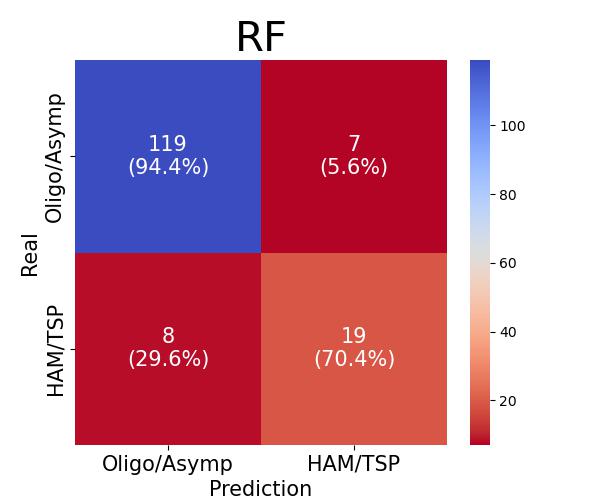 RF
Real
Oligo/Asymp
HAM/TSP
119
(94.4%)
7
(5.6%)
8
(29.6%)
19
(70.4%)
Oligo/Asymp
HAM/TSP
Prediction
100
80
60
40
20